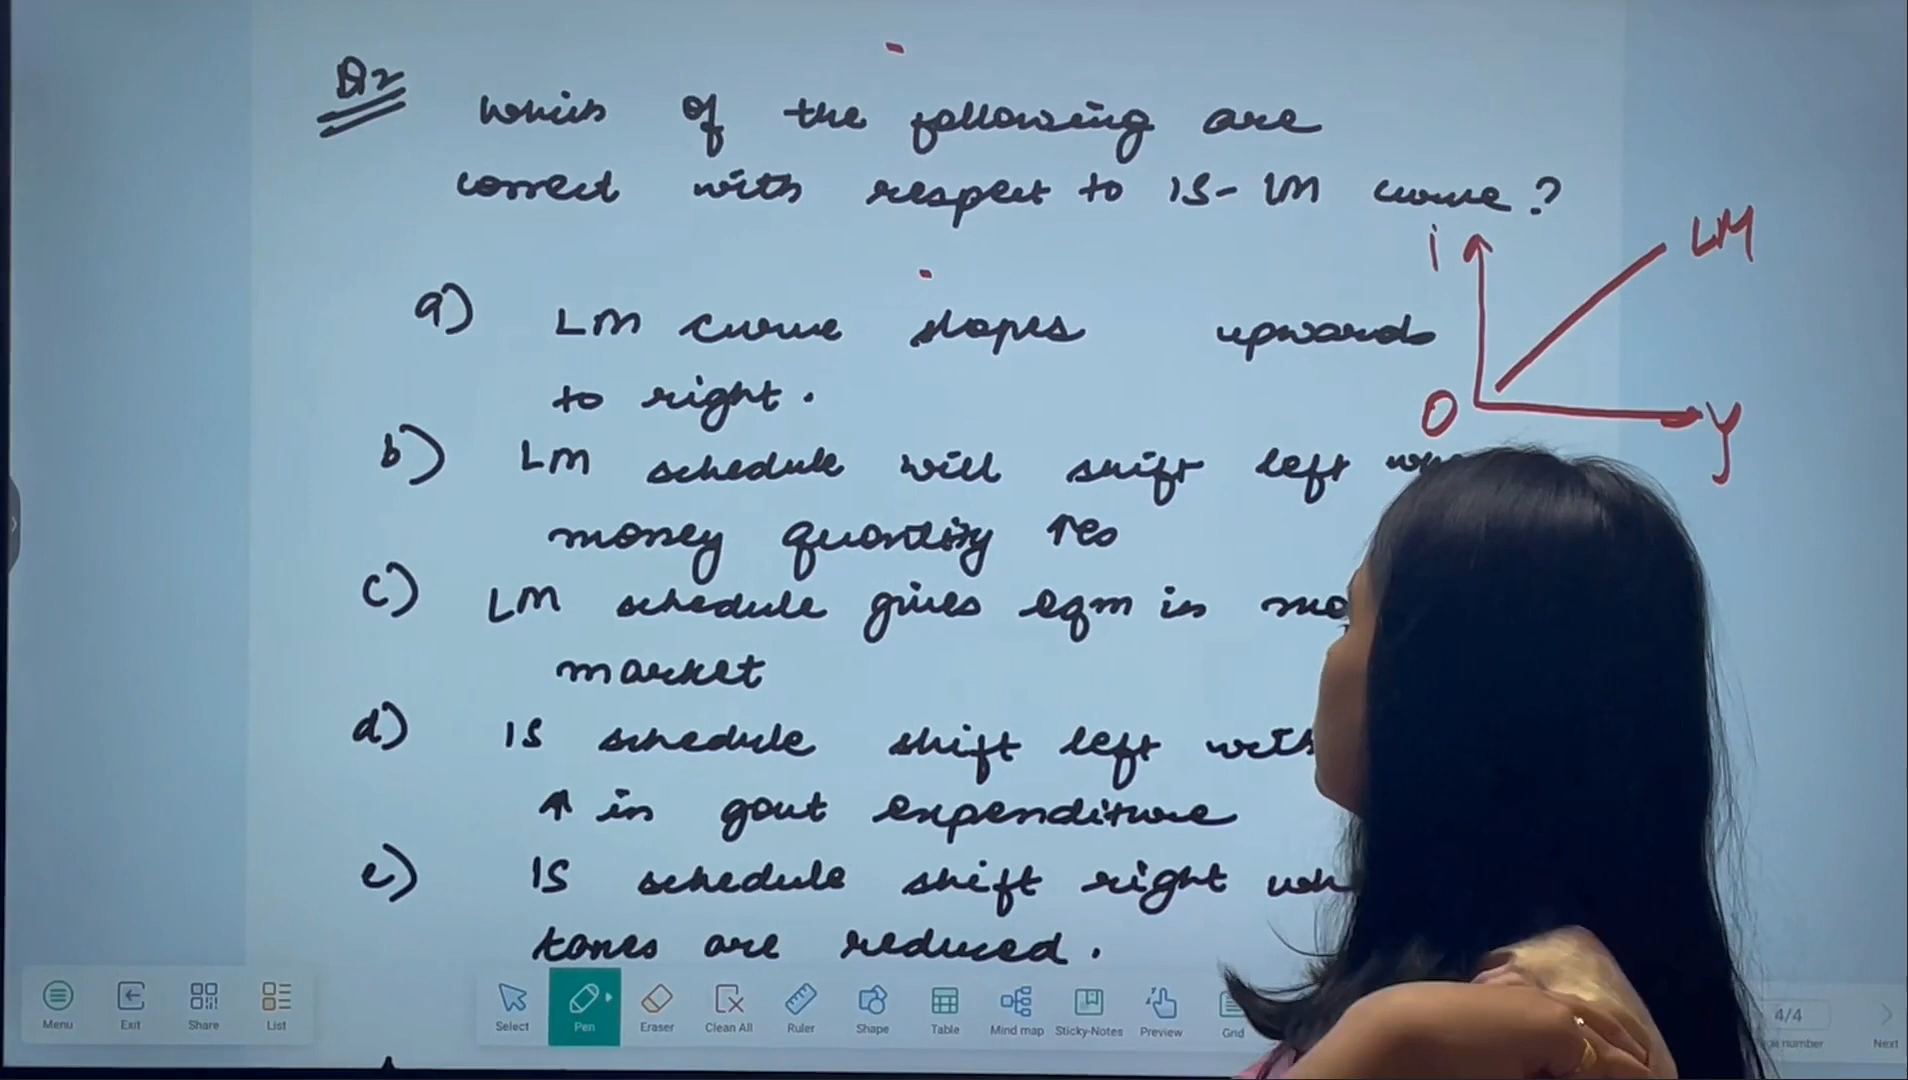 Q2
which of the following are
correct with respect to IS-LM curve?
i
LM
a) LM curve slopes upwards
to right.
O
y
b) LM schedule will shift left
money quantity ↑es
c) LM schedule gives eqm in
market
d) IS schedule shift left with
↑ in govt expenditure
e) IS schedule shift right
taxes are reduced.
Menu
Exit
Share
List
Select
Pen
Eraser
Clean All
Ruler
Shape
Table
Mind map
Sticky-Notes
Preview
Grid
4/4
number
Next